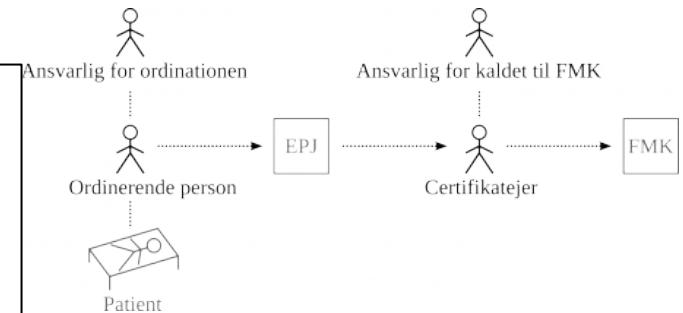 Ansvarlig for ordinationen
Ansvarlig for kaldet til FMK
EPJ
FMK
Ordinerende person
Certifikatejer
Patient